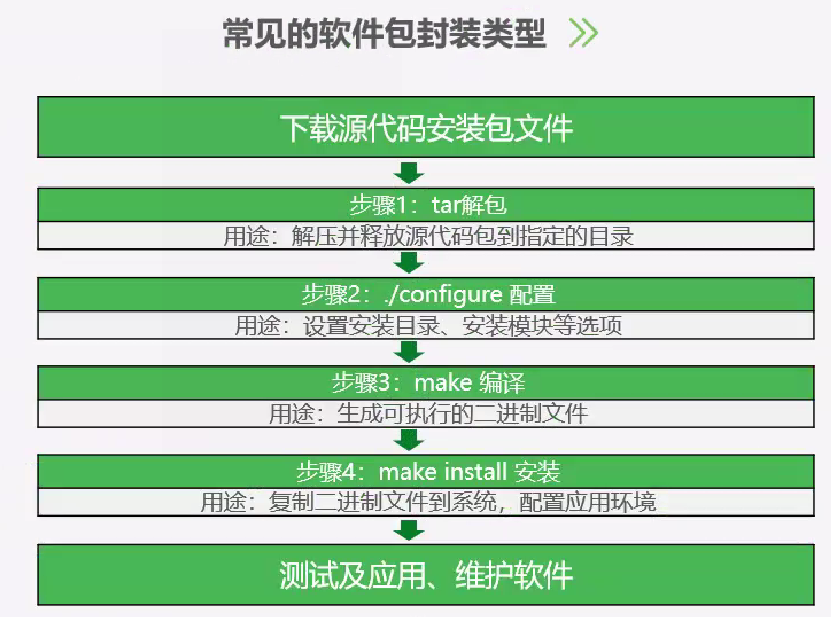 常见的软件包封装类型
下载源代码安装包文件
步骤1：tar解包
用途：解压并释放源代码包到指定的目录
步骤2：./configure 配置
用途：设置安装目录、安装模块等选项
步骤3：make 编译
用途：生成可执行的二进制文件
步骤4：make install 安装
用途：复制二进制文件到系统，配置应用环境
测试及应用、维护软件